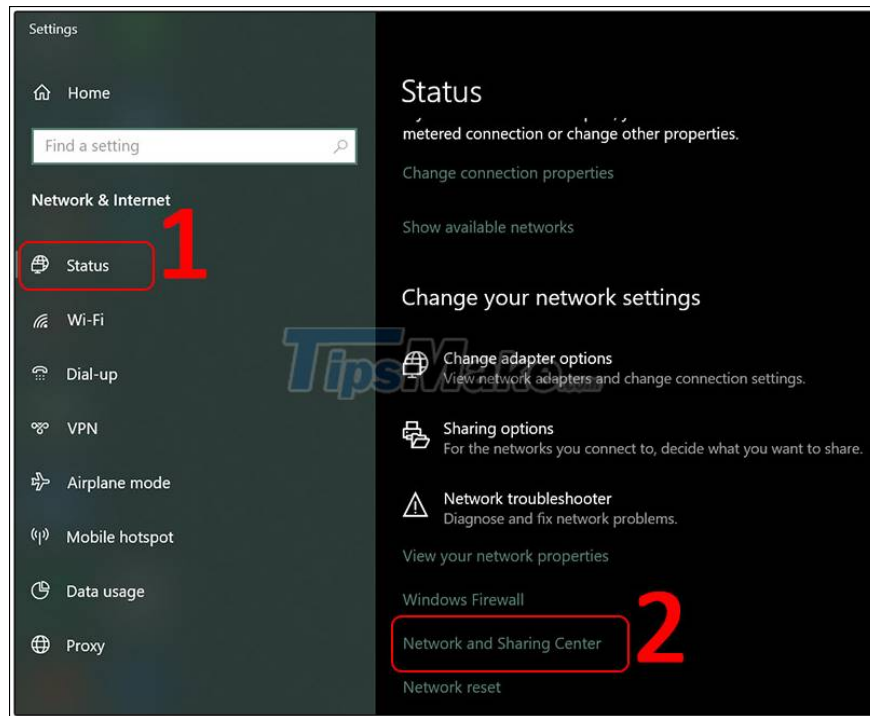 Settings
Home
Find a setting
Network & Internet
1
Status
Wi-Fi
Dial-up
VPN
Airplane mode
Mobile hotspot
Data usage
Proxy
Status
metered connection or change other properties.
Change connection properties
Show available networks
Change your network settings
Change adapter options
View network adapters and change connection settings.
Sharing options
For the networks you connect to, decide what you want to share.
Network troubleshooter
Diagnose and fix network problems.
View your network properties
Windows Firewall
Network and Sharing Center
2
Network reset
TipsMake.com